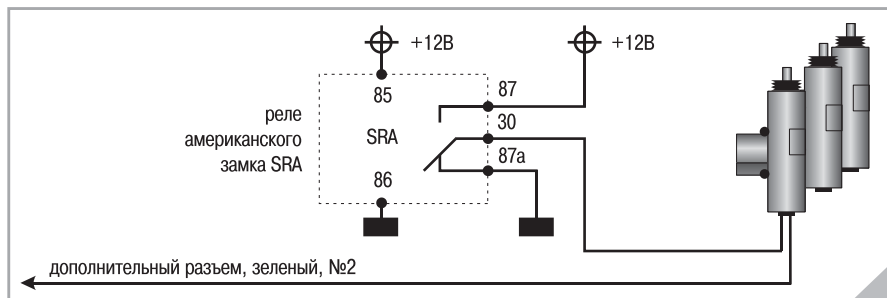 +12В
+12В
85
87
реле
американского
замка SRA
SRA
30
87а
86
дополнительный разъем, зеленый, №2